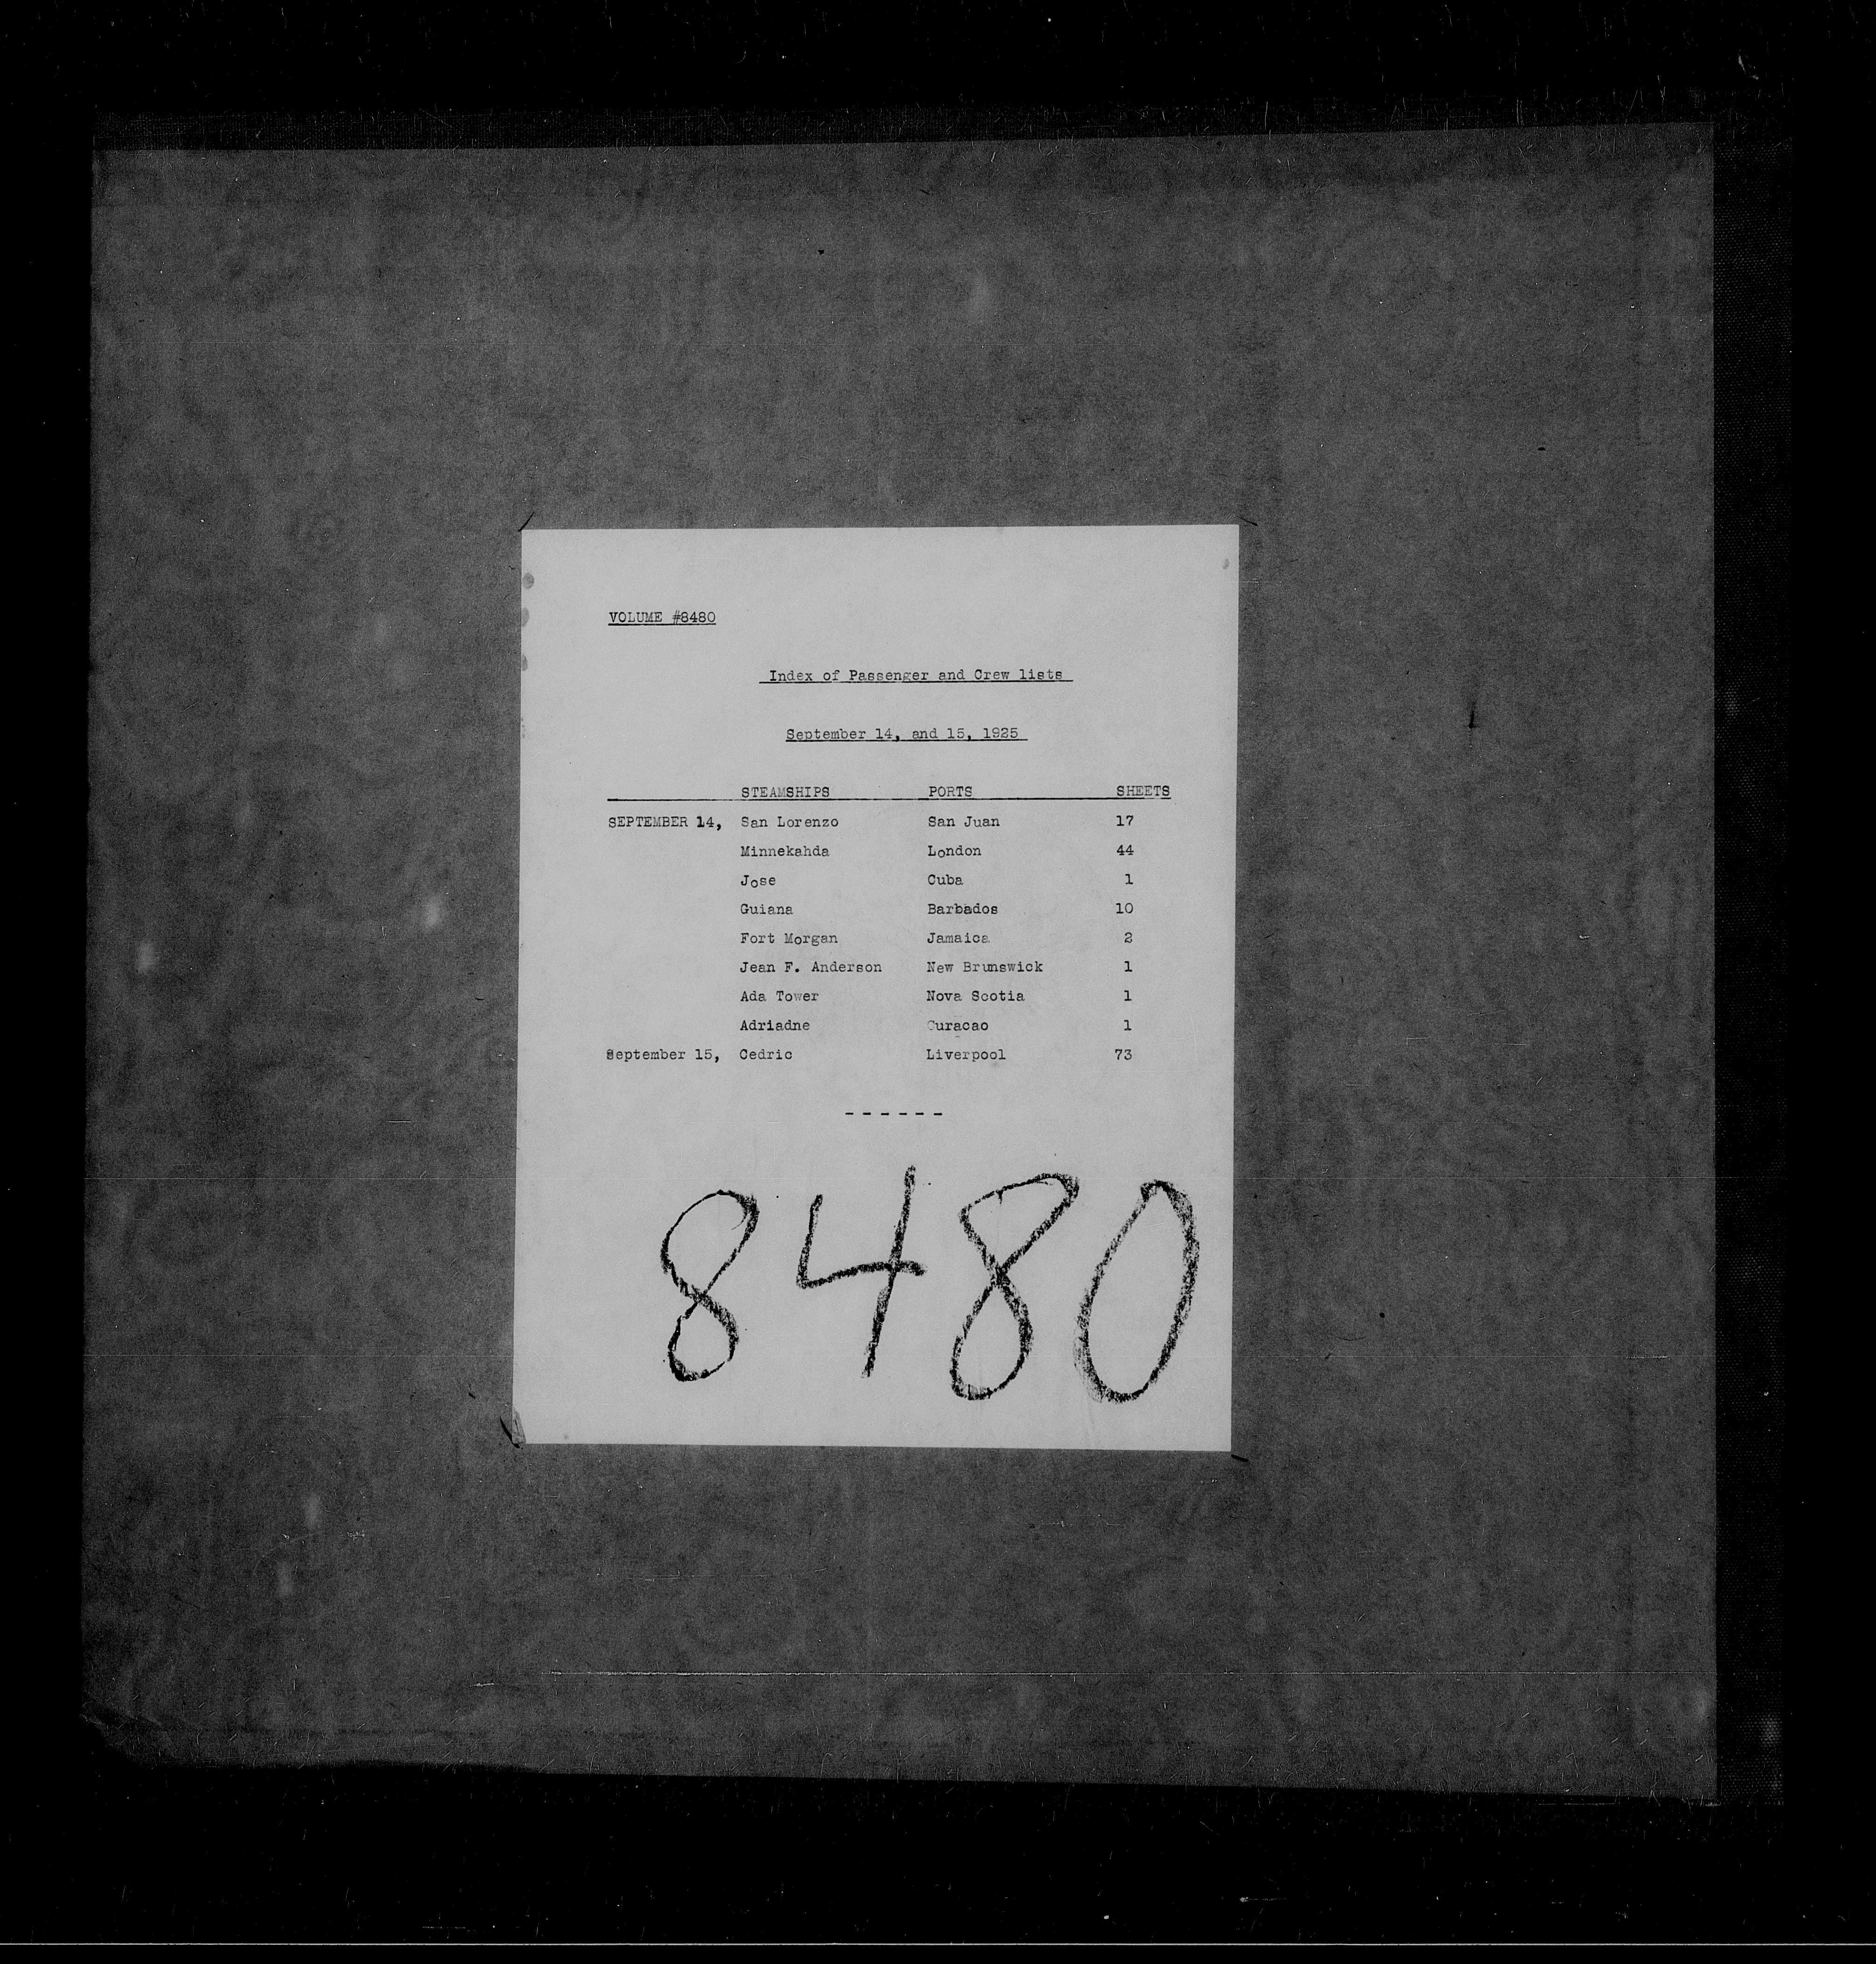 VOLUME #8480
Index of Passenger and Crew lists
September 14, and 15, 1925
STEAMSHIPS PORTS SHEETS
SEPTEMBER 14, San Lorenzo San Juan 17
Minnekahda London 44
Jose Cuba 1
Guiana Barbados 10
Fort Morgan Jamaica 2
Jean F. Anderson New Brunswick 1
Ada Tower Nova Scotia 1
Adriadne Curacao 1
September 15, Cedric Liverpool 73
------
8480